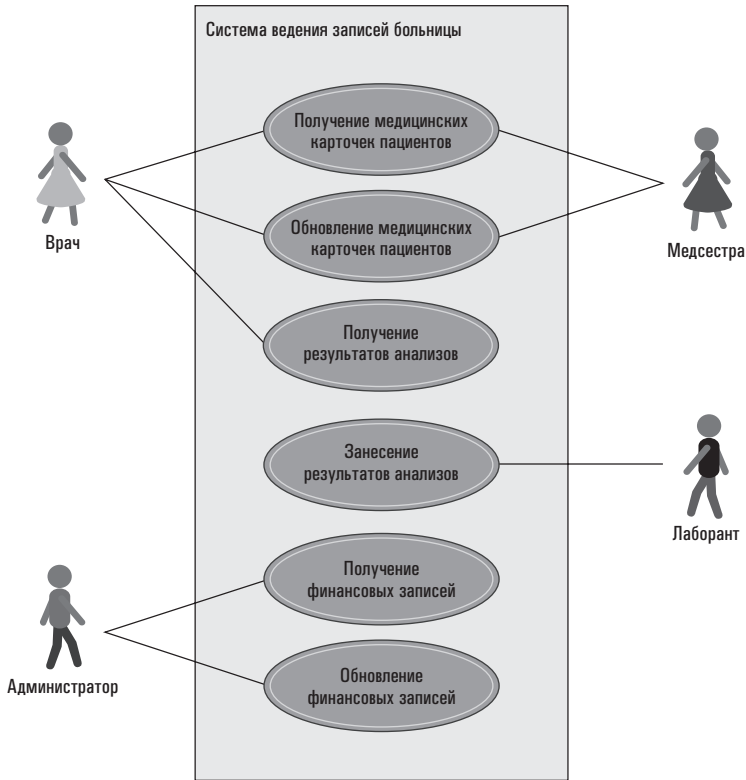 Система ведения записей больницы
Получение медицинских
карточек пациентов
Врач
Обновление медицинских
карточек пациентов
Медсестра
Получение
результатов анализов
Занесение
результатов анализов
Лаборант
Получение
финансовых записей
Администратор
Обновление
финансовых записей